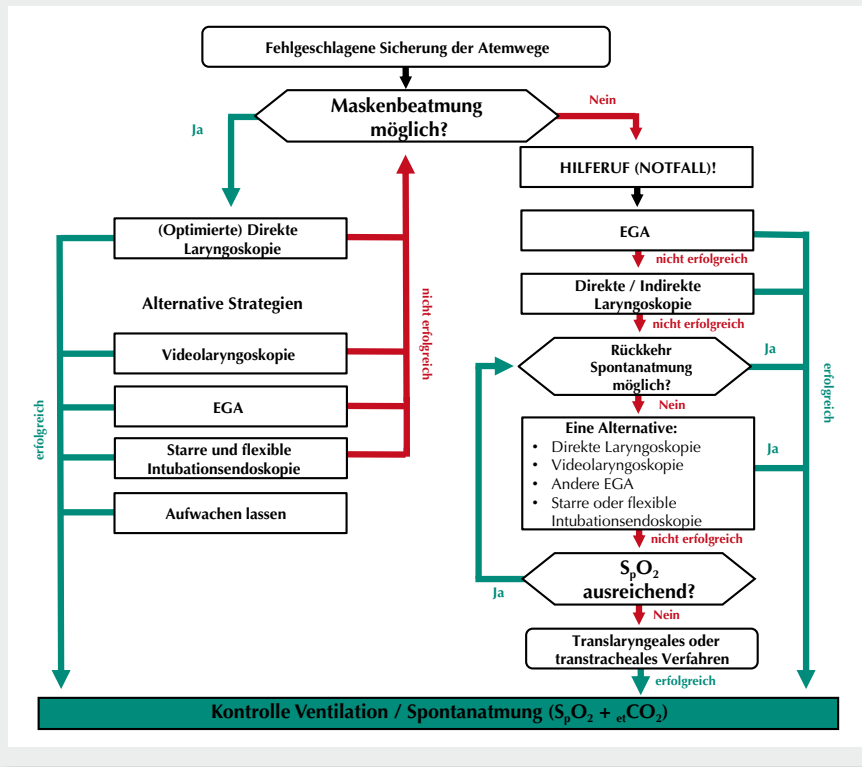 Fehlgeschlagene Sicherung der Atemwege
Maskenbeatmung
möglich?
Ja
Nein
(Optimierte) Direkte
Laryngoskopie
Alternative Strategien
Videolaryngoskopie
EGA
Starre und flexible
Intubationsendoskopie
Aufwachen lassen
erfolgreich
nicht erfolgreich
HILFERUF (NOTFALL)!
EGA
nicht erfolgreich
Direkte / Indirekte
Laryngoskopie
nicht erfolgreich
Rückkehr
Spontanatmung
möglich?
Ja
Nein
Eine Alternative:
• Direkte Laryngoskopie
• Videolaryngoskopie
• Andere EGA
• Starre oder flexible
Intubationsendoskopie
Ja
nicht erfolgreich
SpO2
ausreichend?
Ja
Nein
Translaryngeales oder
transtracheales Verfahren
erfolgreich
erfolgreich
Kontrolle Ventilation / Spontanatmung (SpO2 + etCO2)